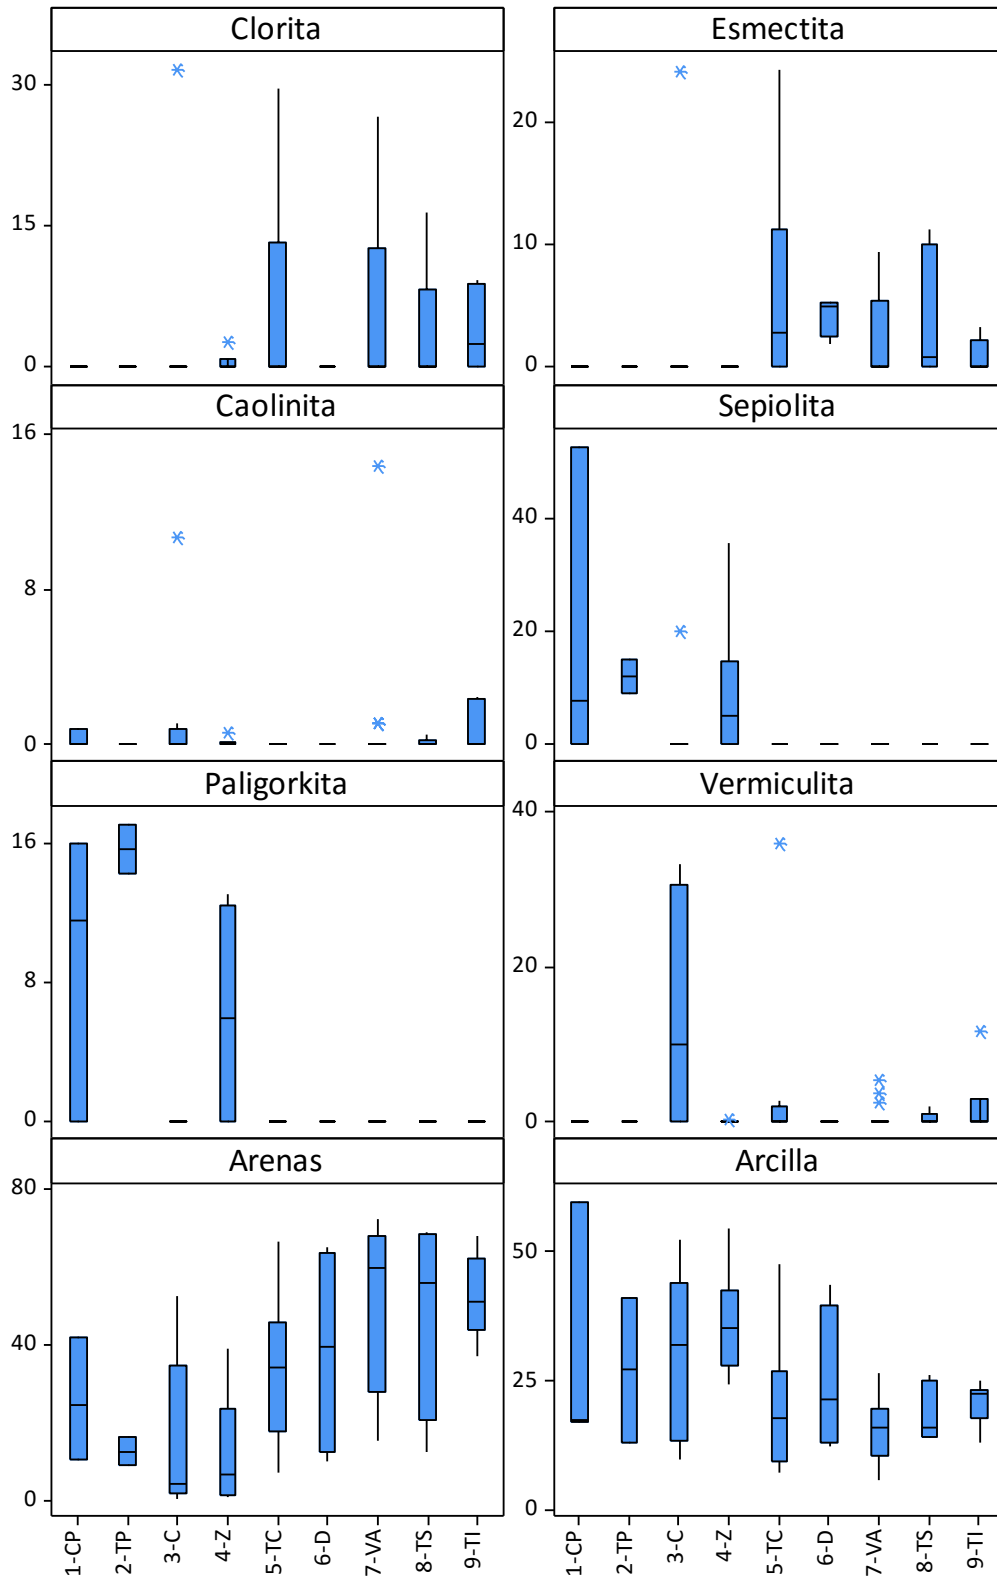 Clorita
Esmectita
30
15
0
20
10
0
Caolinita
Sepiolita
16
8
0
40
20
0
Paligorkita
Vermiculita
16
8
0
40
20
0
Arenas
Arcilla
80
40
0
50
25
0
1-CP
2-TP
3-C
4-Z
5-TC
6-D
7-VA
8-TS
9-TI
1-CP
2-TP
3-C
4-Z
5-TC
6-D
7-VA
8-TS
9-TI